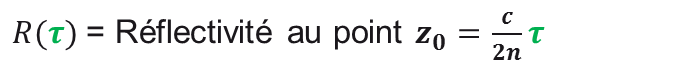 R(τ) = Réflectivité au point z₀ = c/2n τ